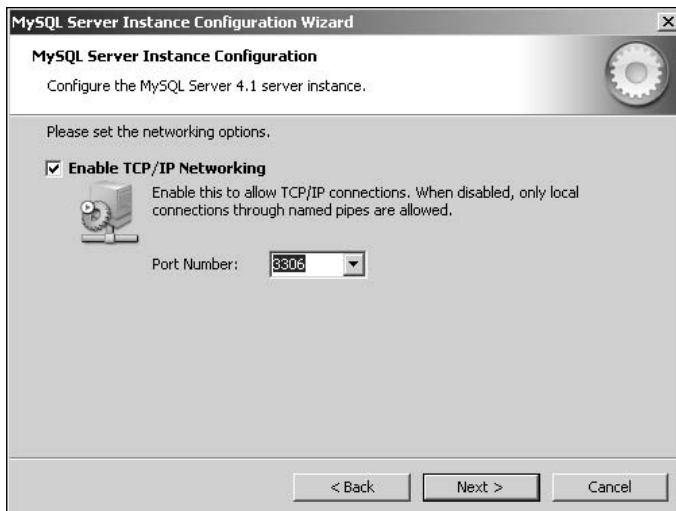 MySQL Server Instance Configuration Wizard
MySQL Server Instance Configuration
Configure the MySQL Server 4.1 server instance.
Please set the networking options.
Enable TCP/IP Networking
Enable this to allow TCP/IP connections. When disabled, only local
connections through named pipes are allowed.
Port Number: 3306
< Back Next > Cancel